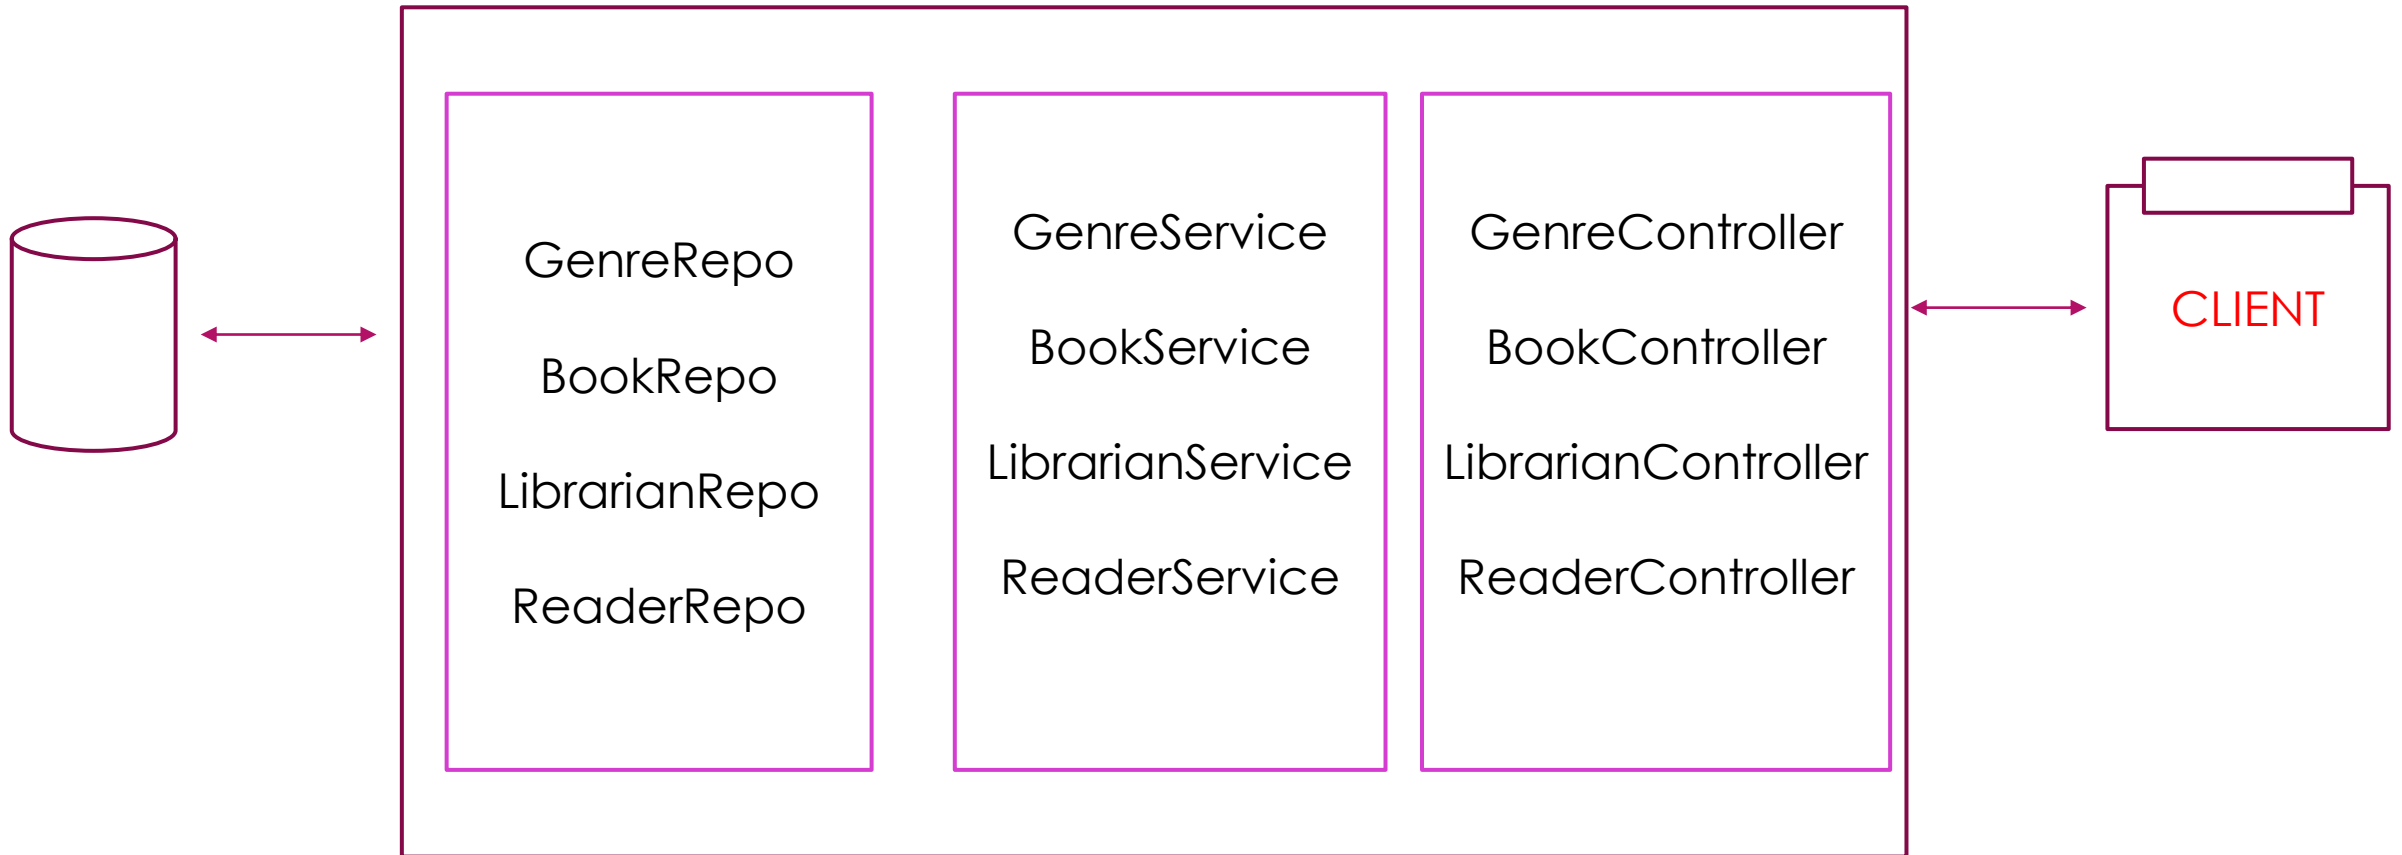 GenreRepo
BookRepo
LibrarianRepo
ReaderRepo
GenreService
BookService
LibrarianService
ReaderService
GenreController
BookController
LibrarianController
ReaderController
CLIENT